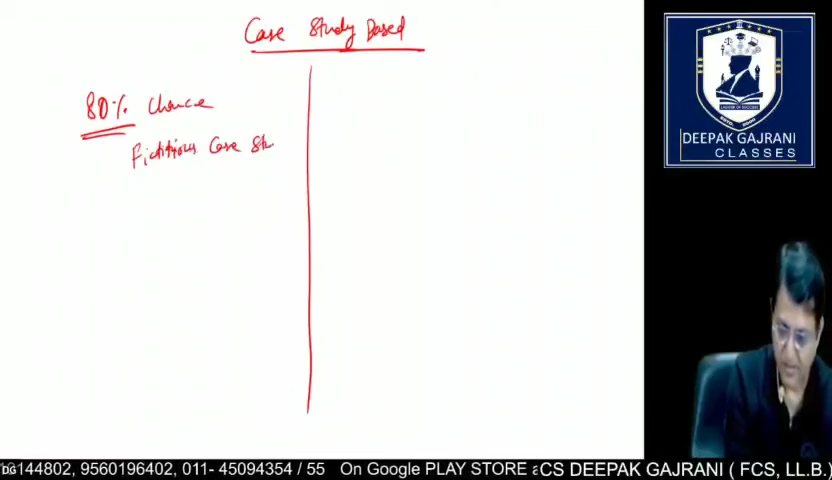 Case Study Based
80% Chance
Fictitious Case St
DEEPAK GAJRANI
CLASSES
144802, 9560196402, 011- 45094354 / 55 On Google PLAY STORE a
CS DEEPAK GAJRANI ( FCS, LL.B.)